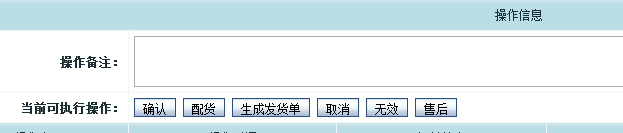 操作信息
操作备注：
当前可执行操作： 确认 配货 生成发货单 取消 无效 售后